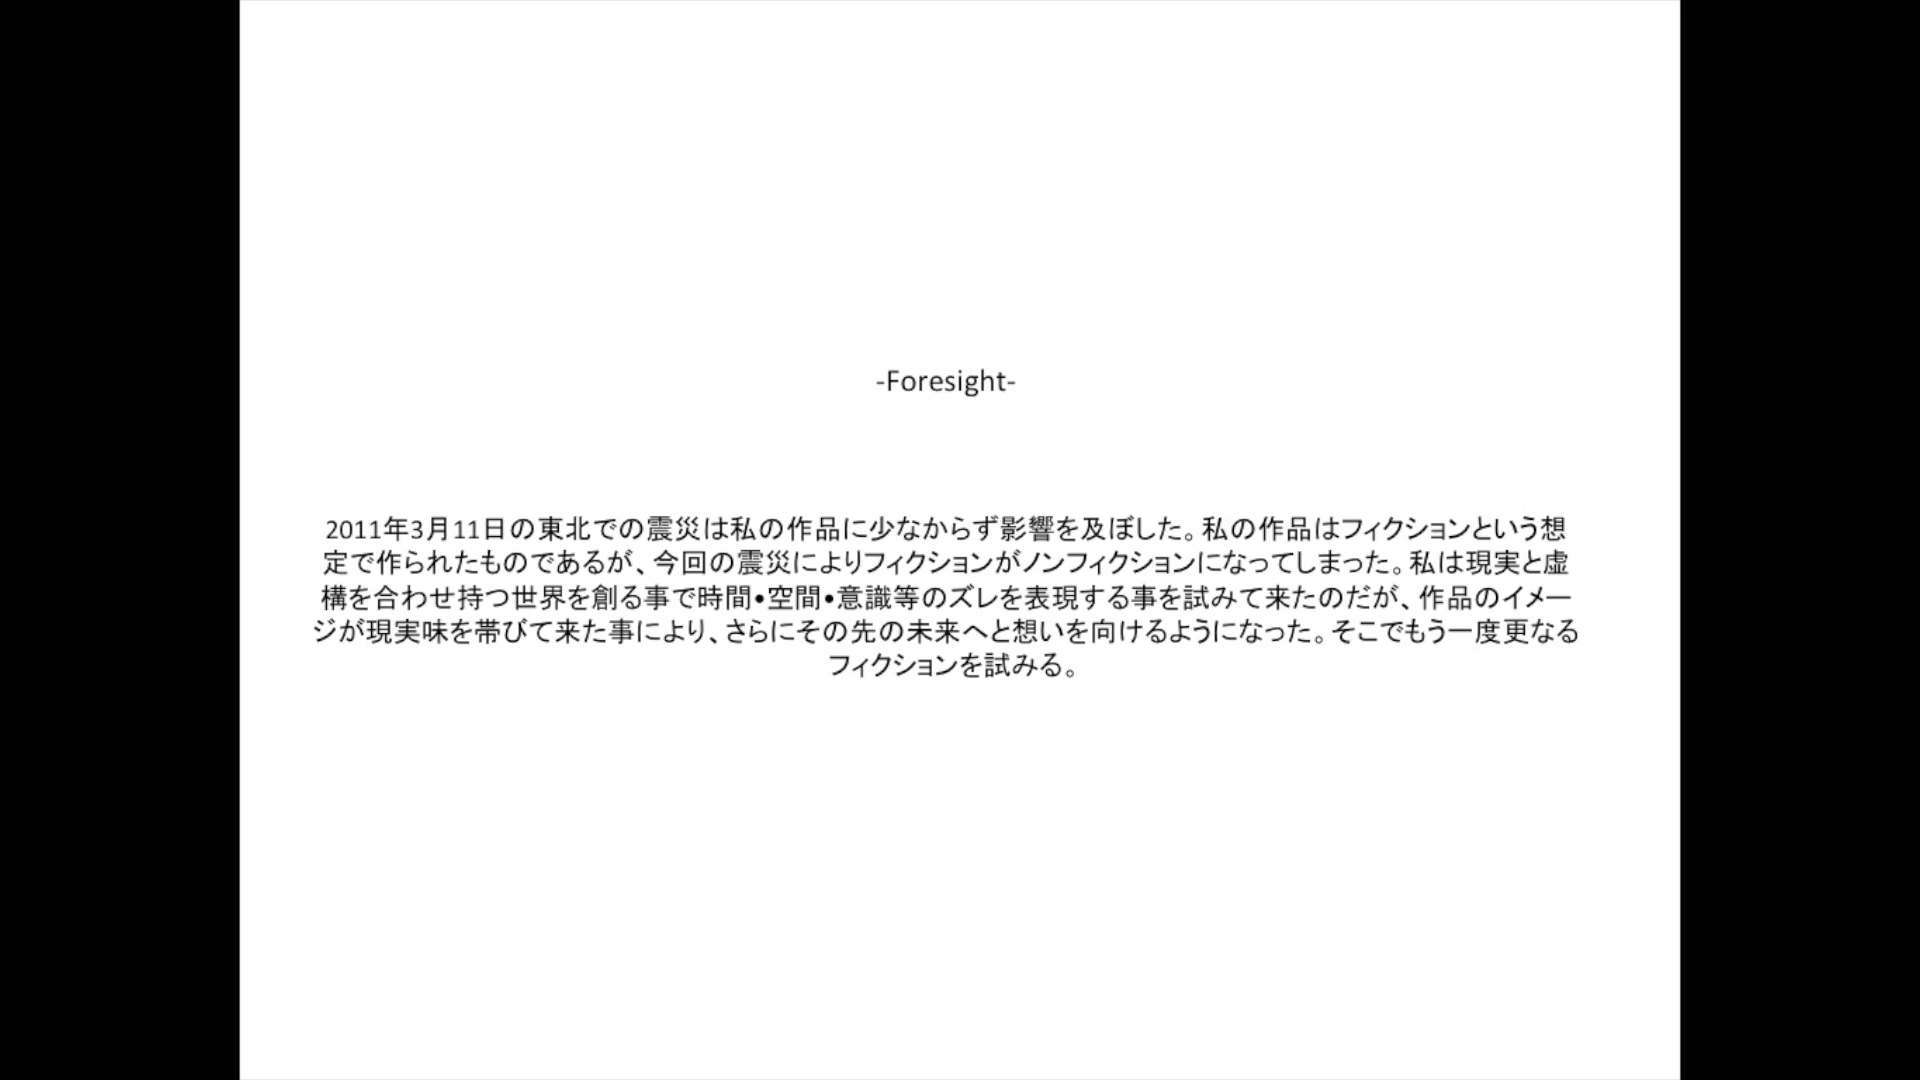 -Foresight-
2011年3月11日の東北での震災は私の作品に少なからず影響を及ぼした。私の作品はフィクションという想
定で作られたものであるが、今回の震災によりフィクションがノンフィクションになってしまった。私は現実と虚
構を合わせ持つ世界を創る事で時間•空間•意識等のズレを表現する事を試みて来たのだが、作品のイメー
ジが現実味を帯びて来た事により、さらにその先の未来へと想いを向けるようになった。そこでもう一度更なる
フィクションを試みる。